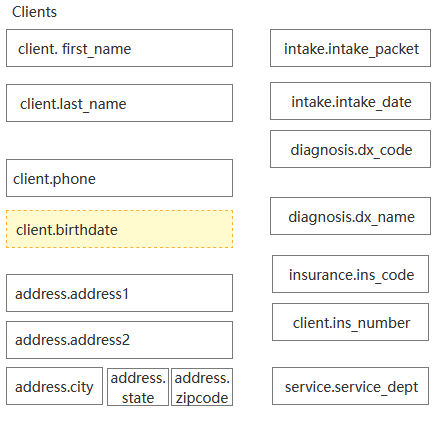 Clients
client. first_name
client.last_name
client.phone
client.birthdate
address.address1
address.address2
address.city
address.
state
address.
zipcode
intake.intake_packet
intake.intake_date
diagnosis.dx_code
diagnosis.dx_name
insurance.ins_code
client.ins_number
service.service_dept